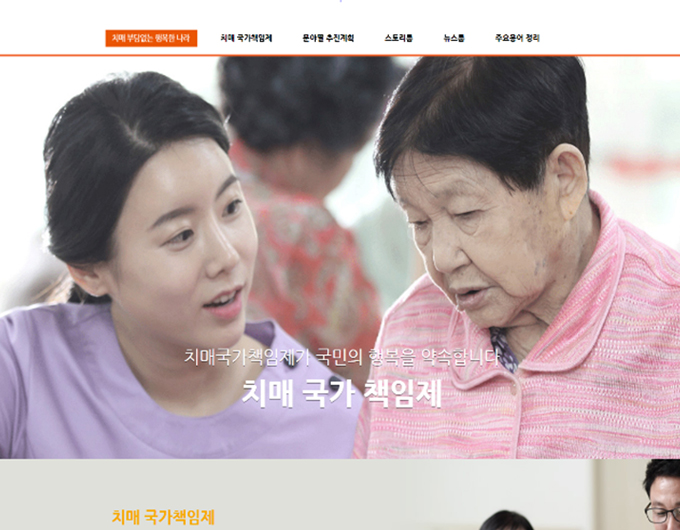 치매 부담없는 행복한 나라
치매 국가책임제
분야별 추진계획
스토리룸
뉴스룸
주요용어 정리
치매국가책임제가 국민의 행복을 약속합니다
치매 국가 책임제
치매 국가책임제